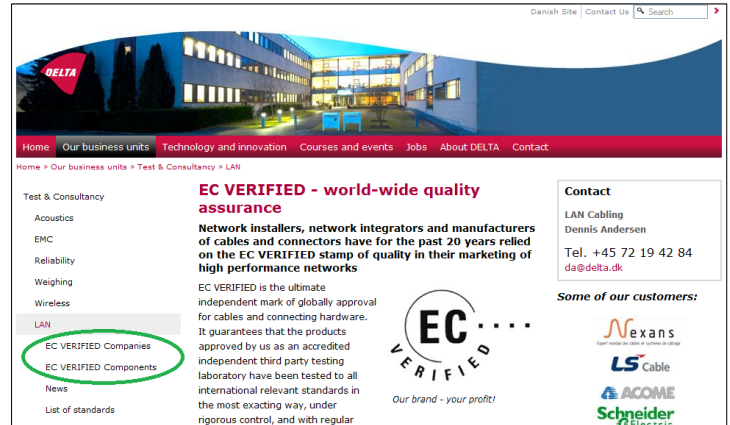 Danish Site Contact Us Search
DELTA
Home Our business units Technology and innovation Courses and events Jobs About DELTA Contact
Home » Our business units » Test & Consultancy » LAN
Test & Consultancy
Acoustics
EMC
Reliability
Weighing
Wireless
LAN
EC VERIFIED Companies
EC VERIFIED Components
News
List of standards
EC VERIFIED - world-wide quality
assurance
Network installers, network integrators and manufacturers
of cables and connectors have for the past 20 years relied
on the EC VERIFIED stamp of quality in their marketing of
high performance networks
EC VERIFIED is the ultimate
independent mark of globally approval
for cables and connecting hardware.
It guarantees that the products
approved by us as an accredited
independent third party testing
laboratory have been tested to all
international relevant standards in
the most exacting way, under
rigorous control, and with regular
EC
VERIFIED
Our brand - your profit!
Contact
LAN Cabling
Dennis Andersen
Tel. +45 72 19 42 84
da@delta.dk
Some of our customers:
Nexans
LS Cable
ACOME
Schneider
Electric